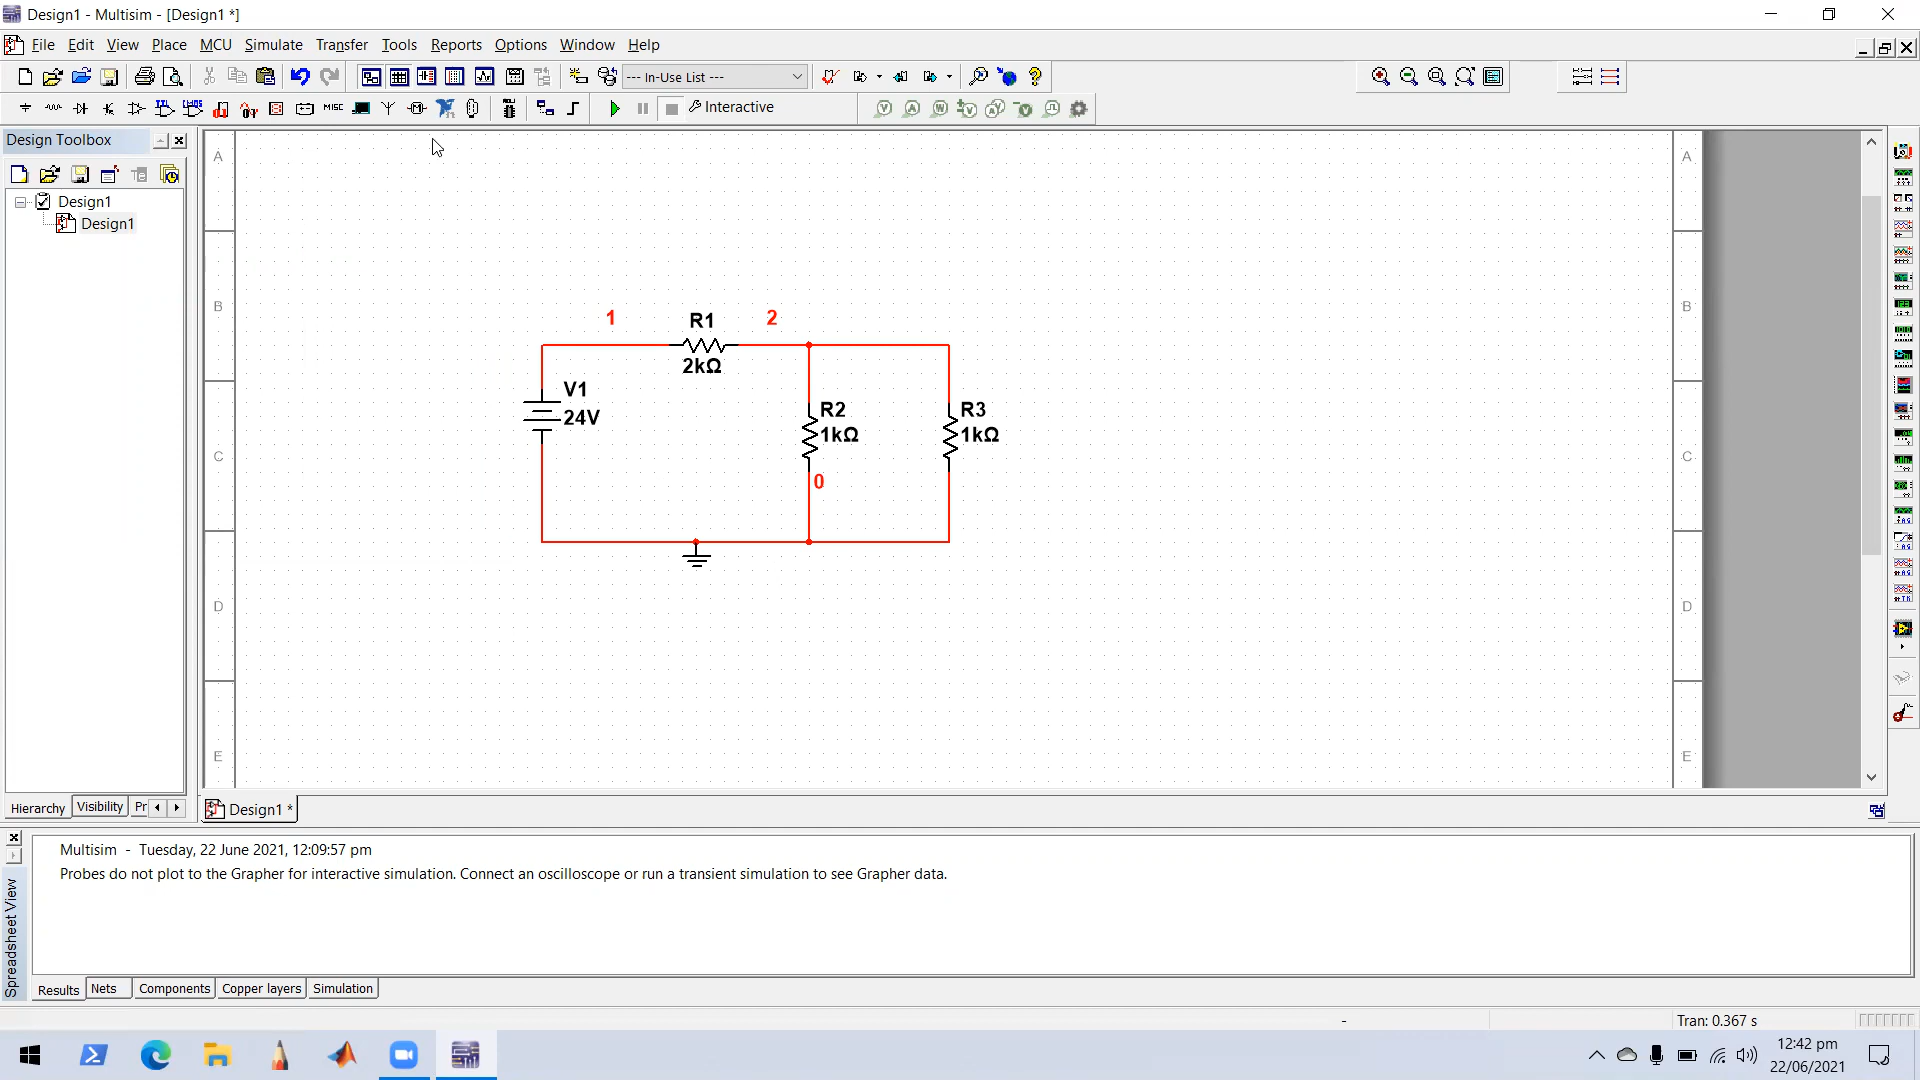 Design1 - Multisim - [Design1 *]
File Edit View Place MCU Simulate Transfer Tools Reports Options Window Help
--- In-Use List ---
MISC Interactive
Design Toolbox
Design1
Design1
A A
B B
C C
D D
E E
1 R1 2
2kΩ
V1
24V
R2
1kΩ
R3
1kΩ
0
Hierarchy Visibility Pr
Design1 *
Multisim - Tuesday, 22 June 2021, 12:09:57 pm
Probes do not plot to the Grapher for interactive simulation. Connect an oscilloscope or run a transient simulation to see Grapher data.
Spreadsheet View
Results Nets Components Copper layers Simulation
- Tran: 0.367 s
12:42 pm
22/06/2021